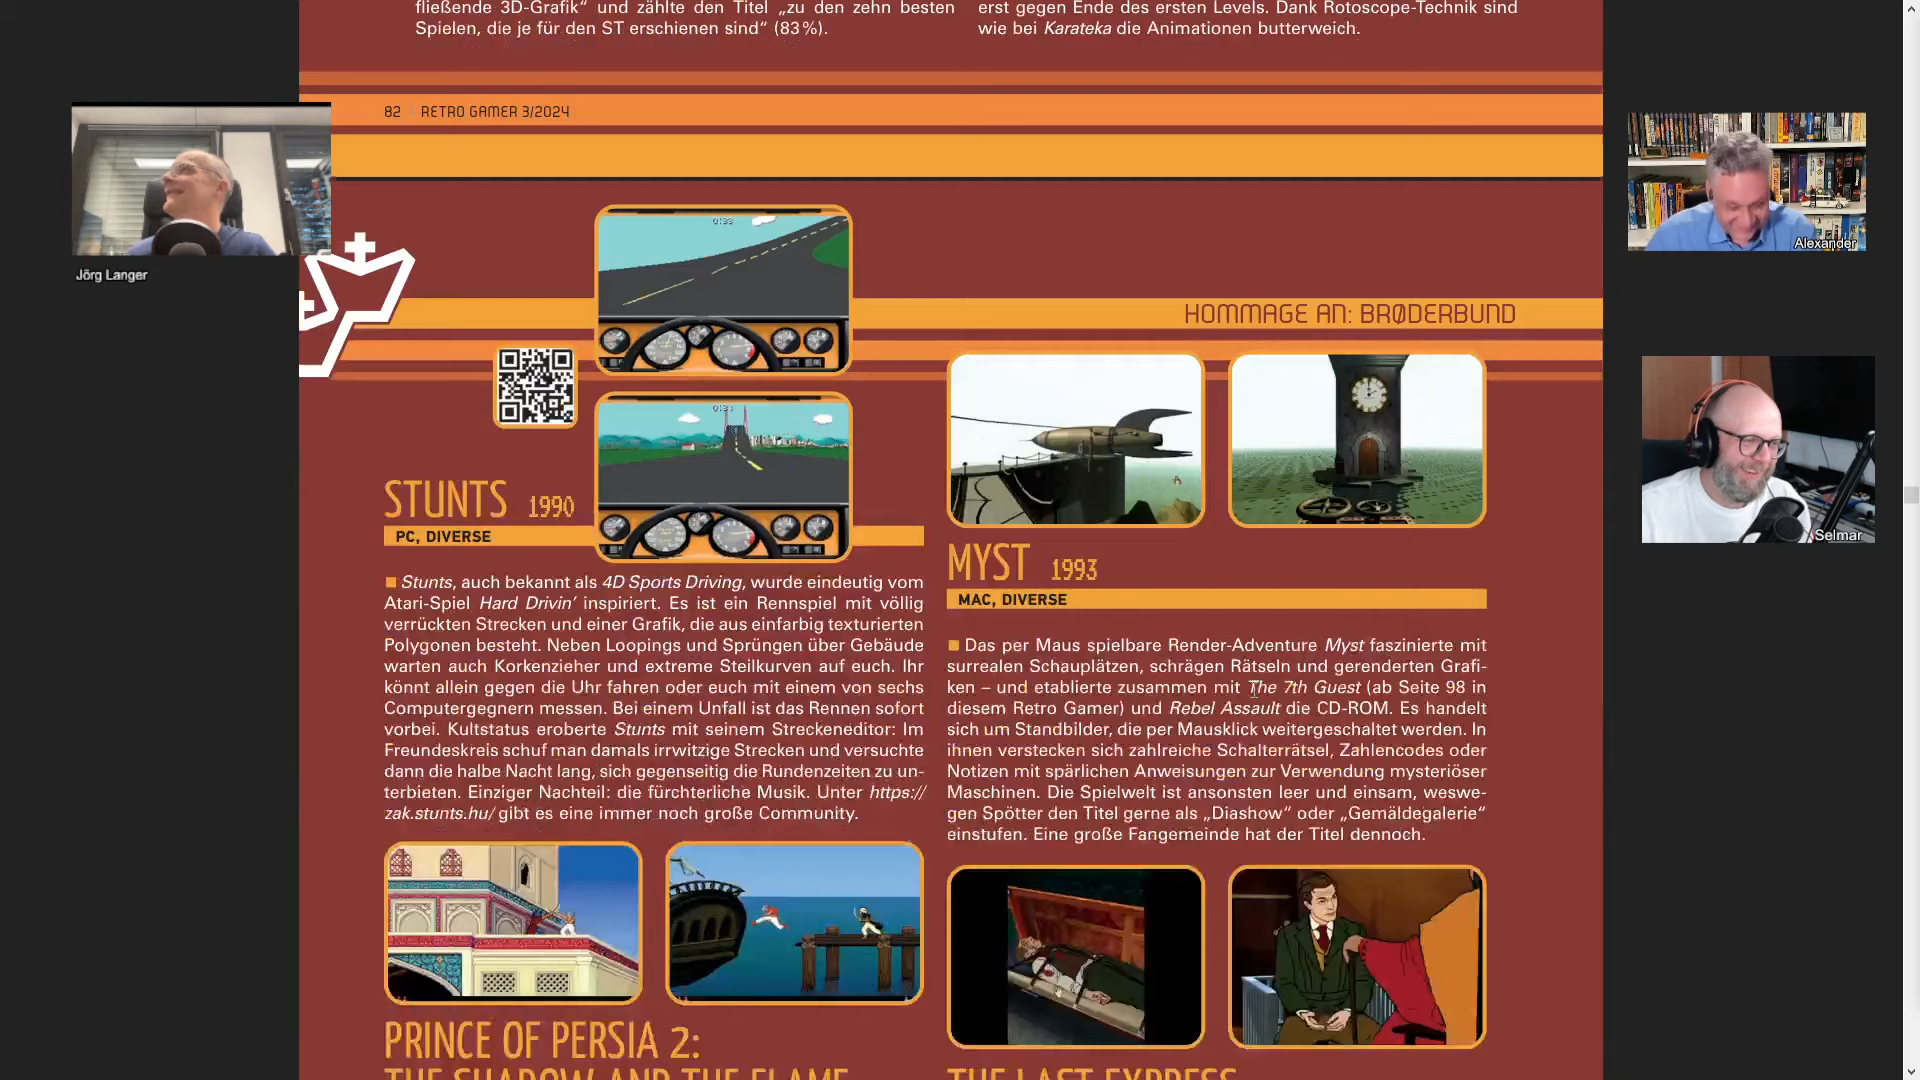 fließende 3D-Grafik“ und zählte den Titel „zu den zehn besten
Spielen, die je für den ST erschienen sind“ (83 %).
erst gegen Ende des ersten Levels. Dank Rotoscope-Technik sind
wie bei Karateka die Animationen butterweich.
82 | RETRO GAMER 3/2024
Jörg Langer
Alexander
Selmar
HOMMAGE AN: BRØDERBUND
0:33
0:31
STUNTS 1990
PC, DIVERSE
Stunts, auch bekannt als 4D Sports Driving, wurde eindeutig vom
Atari-Spiel Hard Drivin’ inspiriert. Es ist ein Rennspiel mit völlig
verrückten Strecken und einer Grafik, die aus einfarbig texturierten
Polygonen besteht. Neben Loopings und Sprüngen über Gebäude
warten auch Korkenzieher und extreme Steilkurven auf euch. Ihr
könnt allein gegen die Uhr fahren oder euch mit einem von sechs
Computergegnern messen. Bei einem Unfall ist das Rennen sofort
vorbei. Kultstatus eroberte Stunts mit seinem Streckeneditor: Im
Freundeskreis schuf man damals irrwitzige Strecken und versuchte
dann die halbe Nacht lang, sich gegenseitig die Rundenzeiten zu un-
terbieten. Einziger Nachteil: die fürchterliche Musik. Unter https://
zak.stunts.hu/ gibt es eine immer noch große Community.
MYST 1993
MAC, DIVERSE
Das per Maus spielbare Render-Adventure Myst faszinierte mit
surrealen Schauplätzen, schrägen Rätseln und gerenderten Grafi-
ken – und etablierte zusammen mit The 7th Guest (ab Seite 98 in
diesem Retro Gamer) und Rebel Assault die CD-ROM. Es handelt
sich um Standbilder, die per Mausklick weitergeschaltet werden. In
ihnen verstecken sich zahlreiche Schalterrätsel, Zahlencodes oder
Notizen mit spärlichen Anweisungen zur Verwendung mysteriöser
Maschinen. Die Spielwelt ist ansonsten leer und einsam, weswe-
gen Spötter den Titel gerne als „Diashow“ oder „Gemäldegalerie“
einstufen. Eine große Fangemeinde hat der Titel dennoch.
PRINCE OF PERSIA 2:
THE SHADOW AND THE FLAME
THE LAST EXPRESS